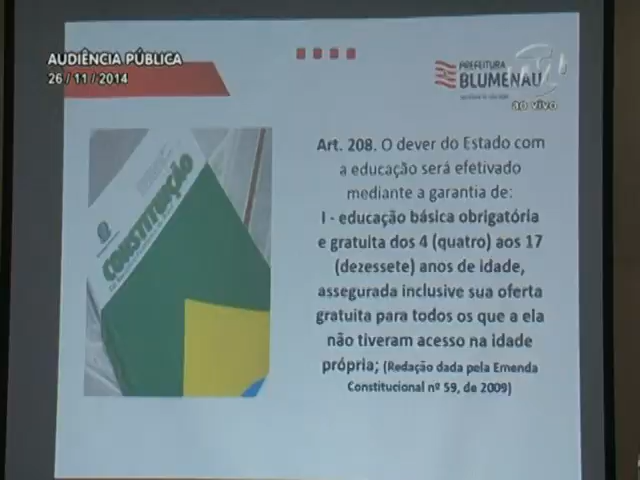 AUDIÊNCIA PÚBLICA
26/11/2014
PREFEITURA
BLUMENAU
ao vivo
CONSTITUIÇÃO
Art. 208. O dever do Estado com
a educação será efetivado
mediante a garantia de:
I - educação básica obrigatória
e gratuita dos 4 (quatro) aos 17
(dezessete) anos de idade,
assegurada inclusive sua oferta
gratuita para todos os que a ela
não tiveram acesso na idade
própria; (Redação dada pela Emenda
Constitucional nº 59, de 2009)